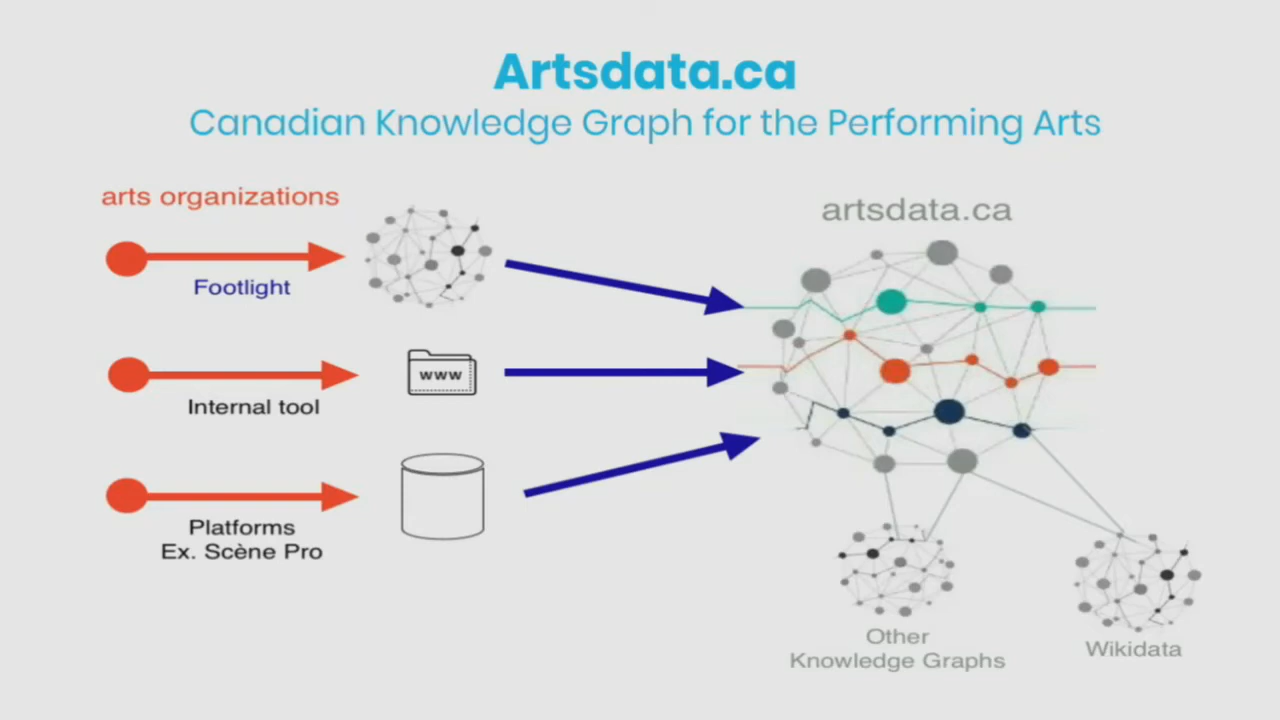 Artsdata.ca
Canadian Knowledge Graph for the Performing Arts
arts organizations
artsdata.ca
Footlight
www
Internal tool
Platforms
Ex. Scène Pro
Other
Knowledge Graphs
Wikidata